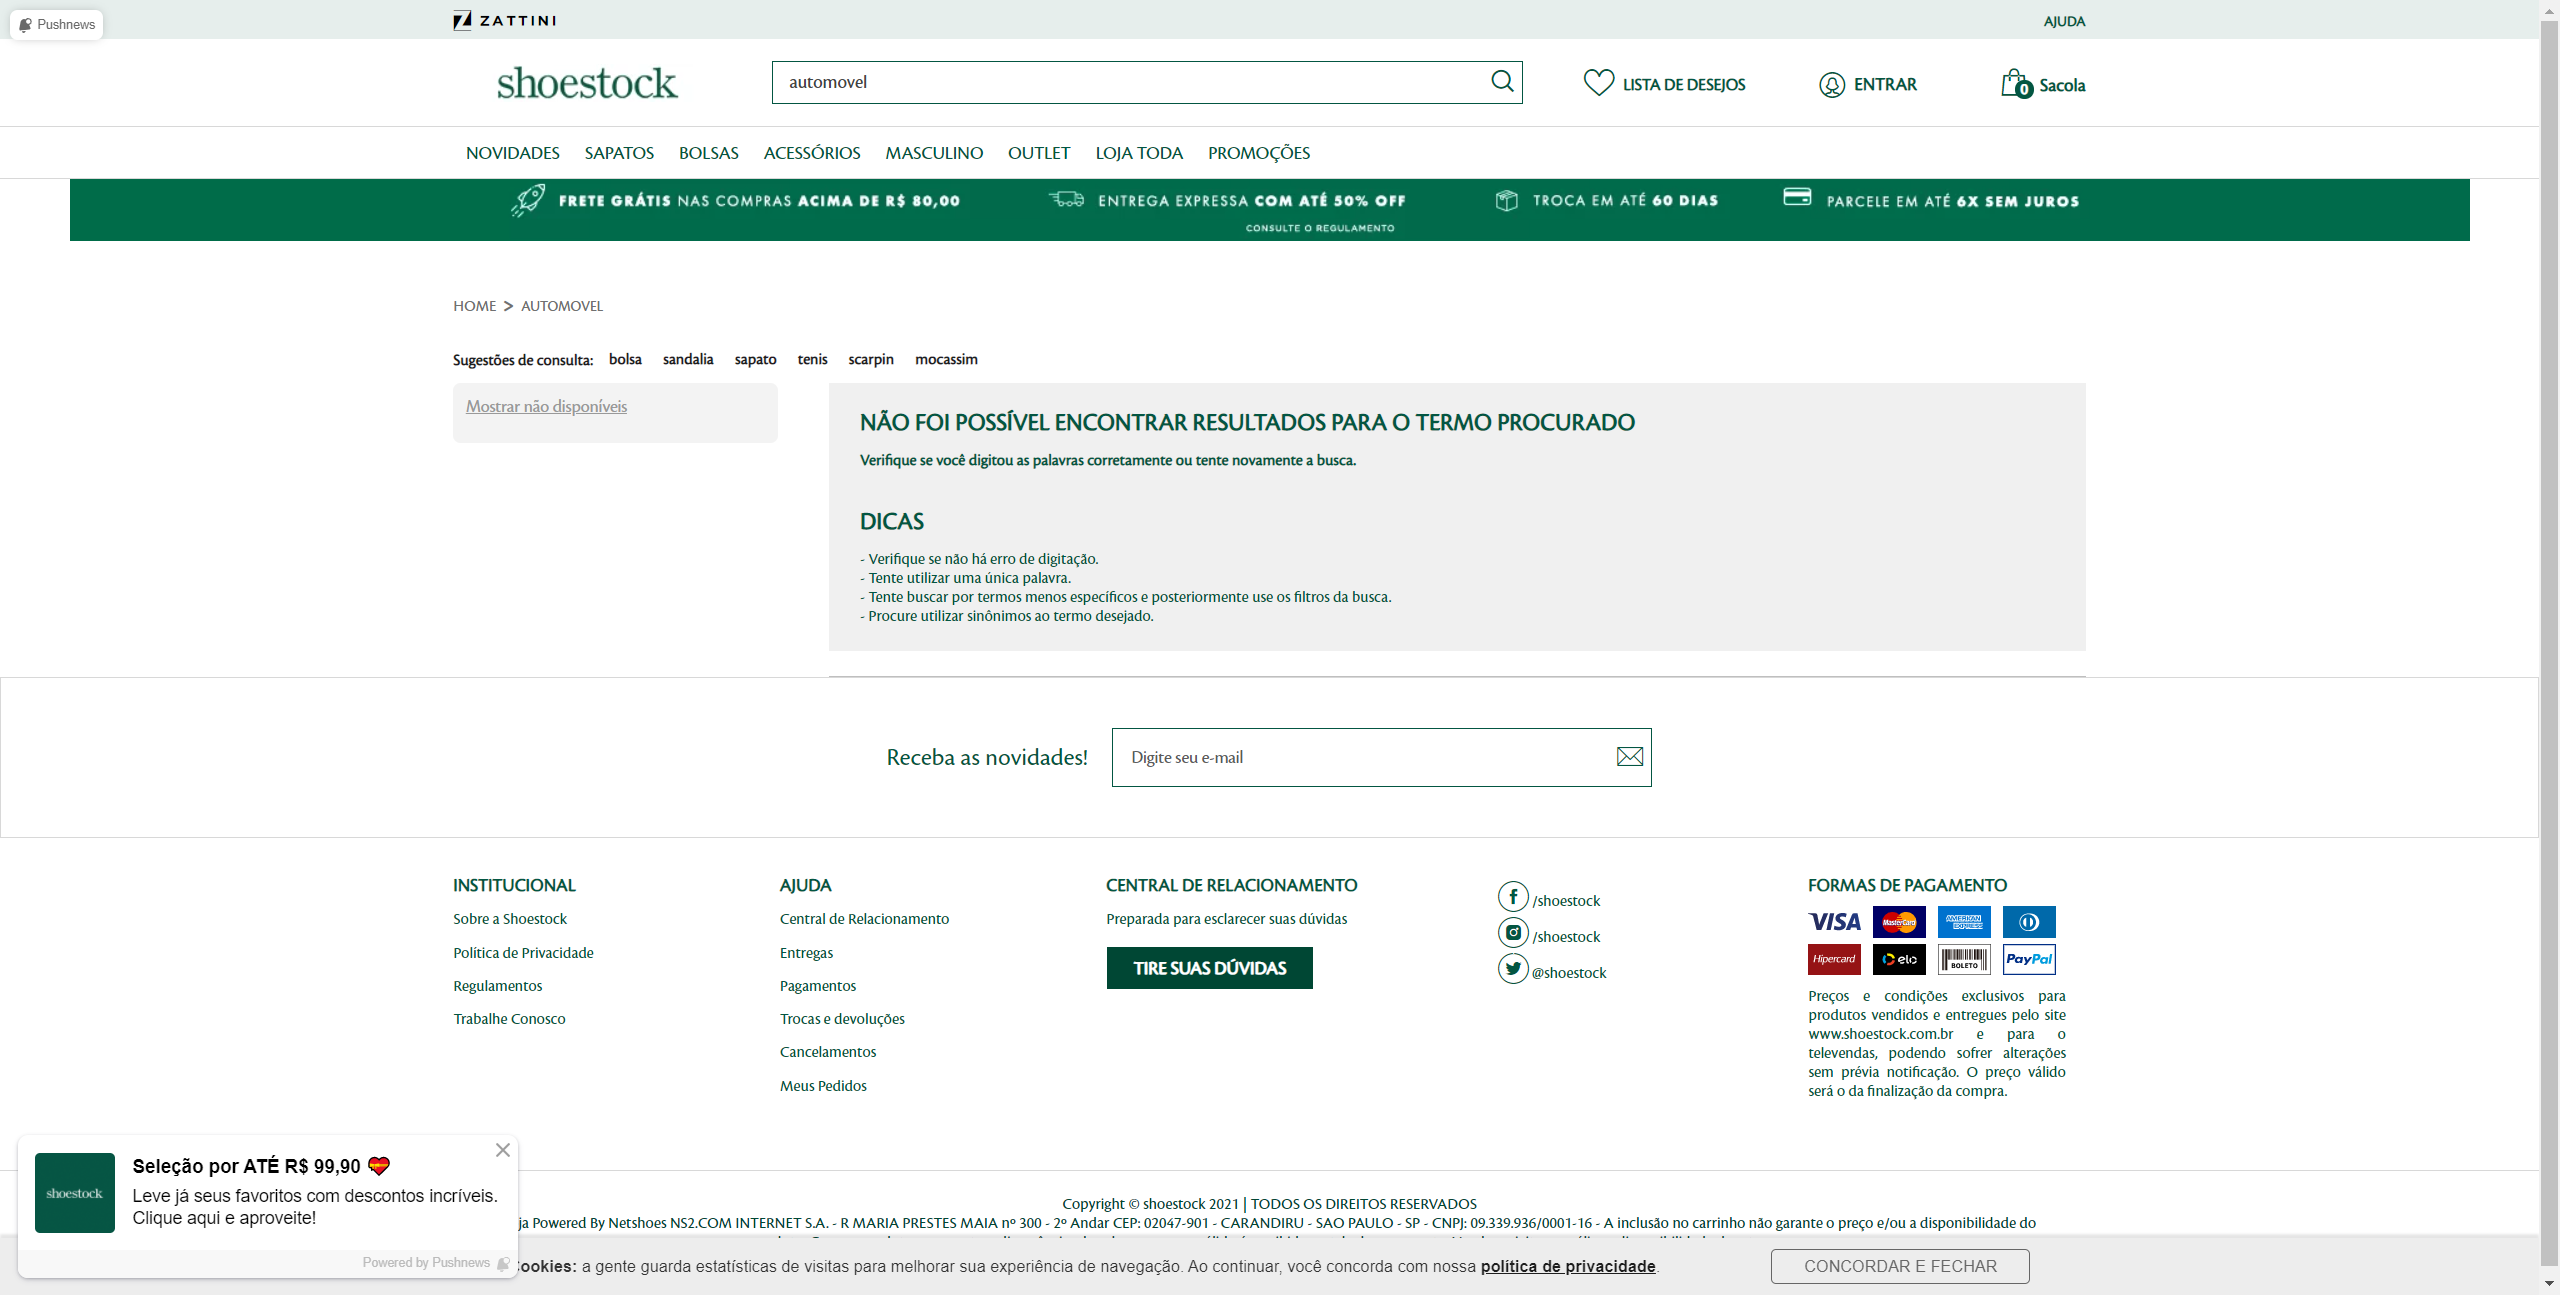 Pushnews
ZATTINI
AJUDA
shoestock
automovel
LISTA DE DESEJOS
ENTRAR
0
Sacola
NOVIDADES SAPATOS BOLSAS ACESSÓRIOS MASCULINO OUTLET LOJA TODA PROMOÇÕES
FRETE GRÁTIS NAS COMPRAS ACIMA DE R$ 80,00
ENTREGA EXPRESSA COM ATÉ 50% OFF
CONSULTE O REGULAMENTO
TROCA EM ATÉ 60 DIAS
PARCELE EM ATÉ 6X SEM JUROS
HOME > AUTOMOVEL
Sugestões de consulta: bolsa sandalia sapato tenis scarpin mocassim
Mostrar não disponíveis
NÃO FOI POSSÍVEL ENCONTRAR RESULTADOS PARA O TERMO PROCURADO
Verifique se você digitou as palavras corretamente ou tente novamente a busca.
DICAS
- Verifique se não há erro de digitação.
- Tente utilizar uma única palavra.
- Tente buscar por termos menos específicos e posteriormente use os filtros da busca.
- Procure utilizar sinônimos ao termo desejado.
Receba as novidades!
Digite seu e-mail
INSTITUCIONAL
Sobre a Shoestock
Política de Privacidade
Regulamentos
Trabalhe Conosco
AJUDA
Central de Relacionamento
Entregas
Pagamentos
Trocas e devoluções
Cancelamentos
Meus Pedidos
CENTRAL DE RELACIONAMENTO
Preparada para esclarecer suas dúvidas
TIRE SUAS DÚVIDAS
/shoestock
/shoestock
@shoestock
FORMAS DE PAGAMENTO
VISA MasterCard AMERICAN EXPRESS
Hipercard elo BOLETO PayPal
Preços e condições exclusivos para
produtos vendidos e entregues pelo site
www.shoestock.com.br e para o
televendas, podendo sofrer alterações
sem prévia notificação. O preço válido
será o da finalização da compra.
shoestock
Seleção por ATÉ R$ 99,90
Leve já seus favoritos com descontos incríveis.
Clique aqui e aproveite!
Powered by Pushnews
Copyright © shoestock 2021 | TODOS OS DIREITOS RESERVADOS
ja Powered By Netshoes NS2.COM INTERNET S.A. - R MARIA PRESTES MAIA nº 300 - 2º Andar CEP: 02047-901 - CARANDIRU - SAO PAULO - SP - CNPJ: 09.339.936/0001-16 - A inclusão no carrinho não garante o preço e/ou a disponibilidade do
ookies: a gente guarda estatísticas de visitas para melhorar sua experiência de navegação. Ao continuar, você concorda com nossa política de privacidade.
CONCORDAR E FECHAR